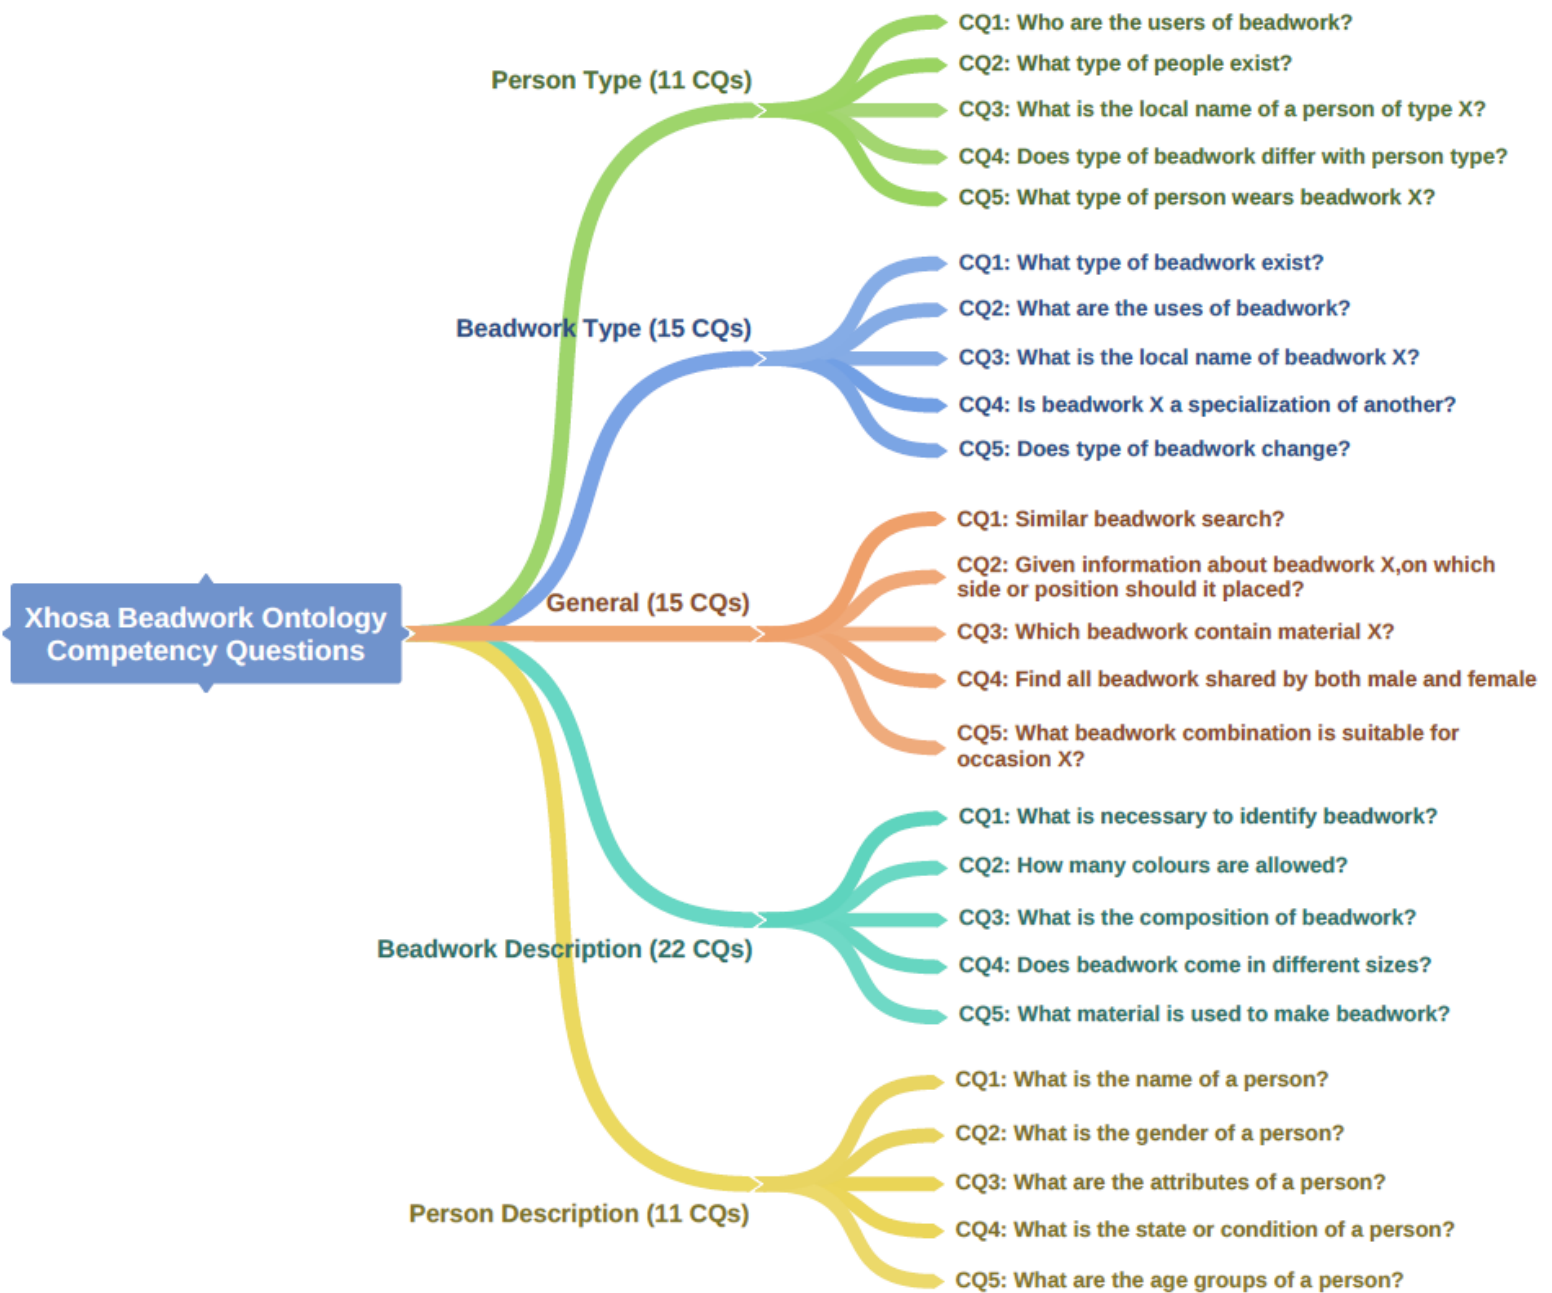 Xhosa Beadwork Ontology
Competency Questions
Person Type (11 CQs)
CQ1: Who are the users of beadwork?
CQ2: What type of people exist?
CQ3: What is the local name of a person of type X?
CQ4: Does type of beadwork differ with person type?
CQ5: What type of person wears beadwork X?
Beadwork Type (15 CQs)
CQ1: What type of beadwork exist?
CQ2: What are the uses of beadwork?
CQ3: What is the local name of beadwork X?
CQ4: Is beadwork X a specialization of another?
CQ5: Does type of beadwork change?
General (15 CQs)
CQ1: Similar beadwork search?
CQ2: Given information about beadwork X,on which
side or position should it placed?
CQ3: Which beadwork contain material X?
CQ4: Find all beadwork shared by both male and female
CQ5: What beadwork combination is suitable for
occasion X?
Beadwork Description (22 CQs)
CQ1: What is necessary to identify beadwork?
CQ2: How many colours are allowed?
CQ3: What is the composition of beadwork?
CQ4: Does beadwork come in different sizes?
CQ5: What material is used to make beadwork?
Person Description (11 CQs)
CQ1: What is the name of a person?
CQ2: What is the gender of a person?
CQ3: What are the attributes of a person?
CQ4: What is the state or condition of a person?
CQ5: What are the age groups of a person?